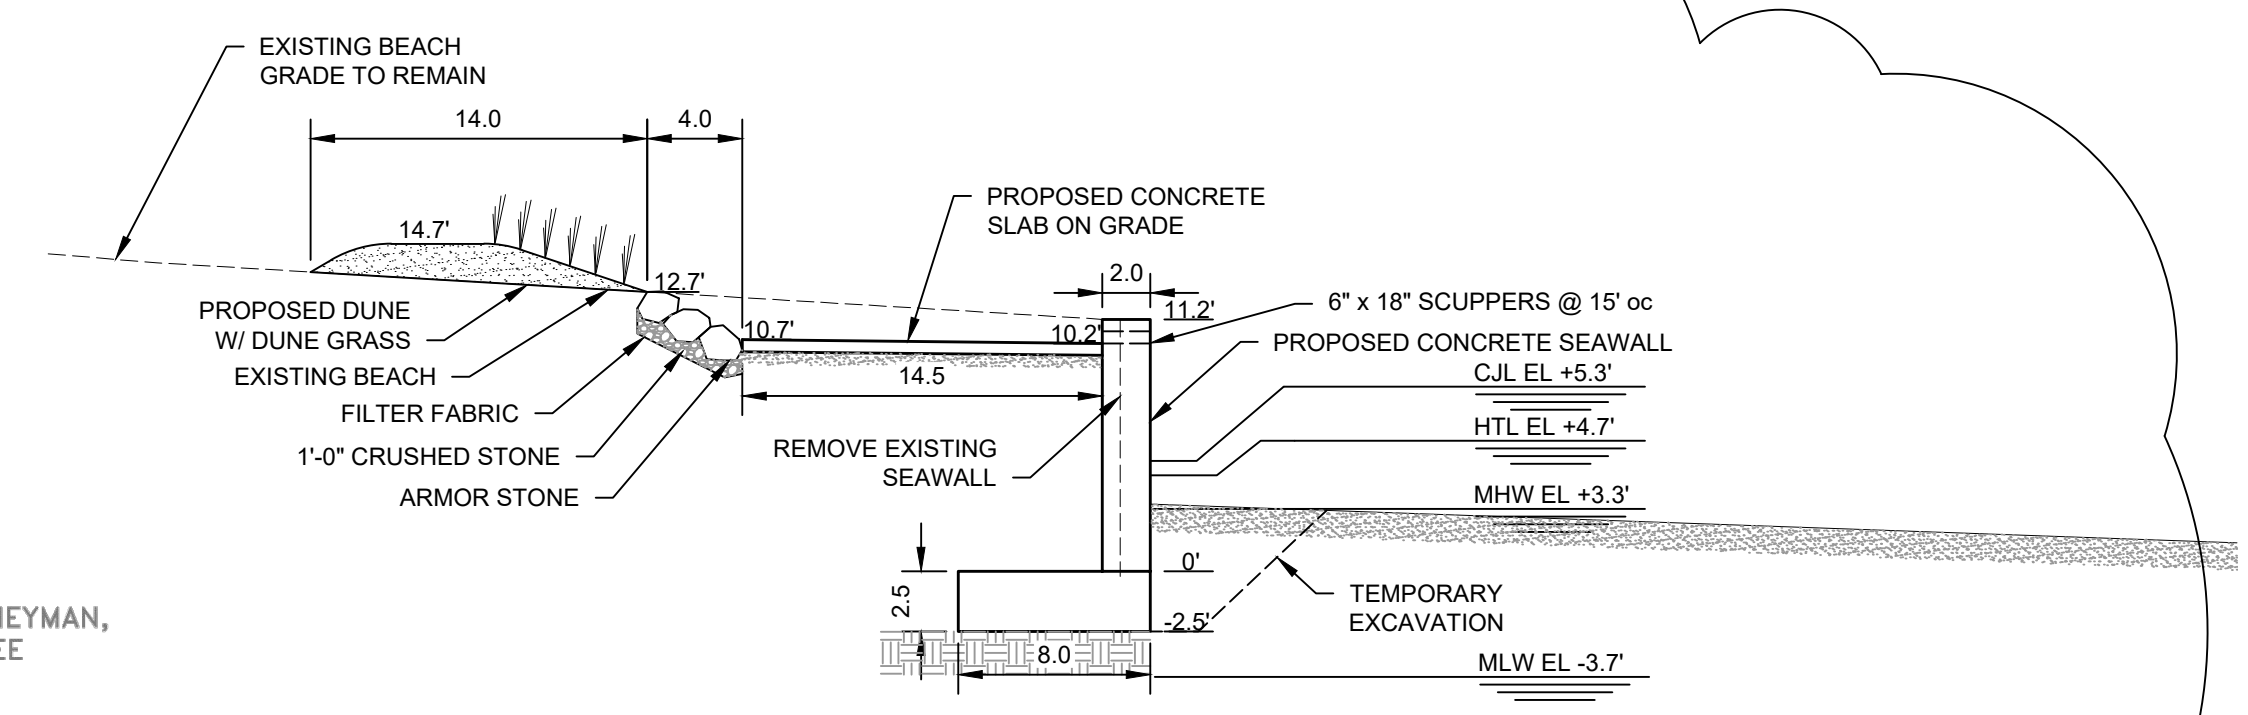 EXISTING BEACH
GRADE TO REMAIN
14.0
4.0
PROPOSED CONCRETE
SLAB ON GRADE
14.7'
12.7'
2.0
11.2'
6" x 18" SCUPPERS @ 15' oc
PROPOSED DUNE
W/ DUNE GRASS
10.7'
10.2'
PROPOSED CONCRETE SEAWALL
EXISTING BEACH
14.5
CJL EL +5.3'
FILTER FABRIC
HTL EL +4.7'
1'-0" CRUSHED STONE
REMOVE EXISTING
SEAWALL
ARMOR STONE
MHW EL +3.3'
0'
2.5
TEMPORARY
EXCAVATION
-2.5'
8.0
MLW EL -3.7'